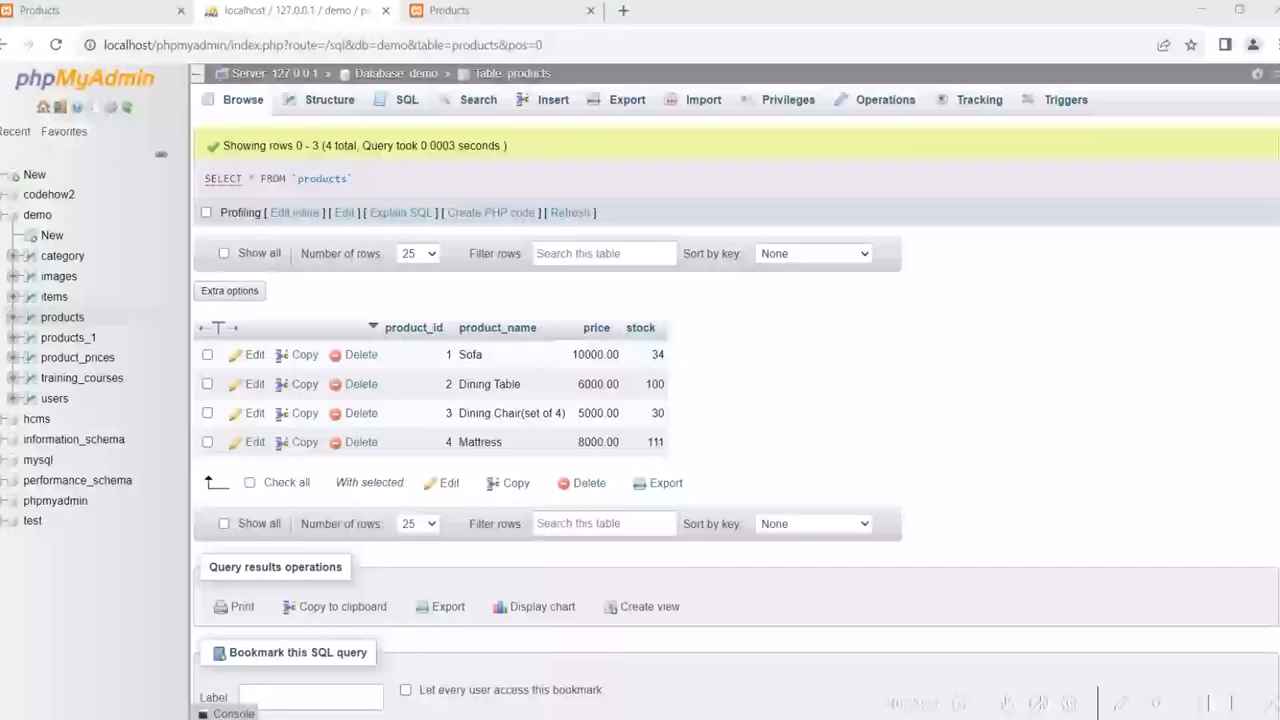 Products
localhost / 127.0.0.1 / demo / p
Products
localhost/phpmyadmin/index.php?route=/sql&db=demo&table=products&pos=0
phpMyAdmin
Recent Favorites
New
codehow2
demo
New
category
images
items
products
products_1
product_prices
training_courses
users
hcms
information_schema
mysql
performance_schema
phpmyadmin
test
Server: 127.0.0.1 » Database: demo » Table: products
Browse Structure SQL Search Insert Export Import Privileges Operations Tracking Triggers
Showing rows 0 - 3 (4 total, Query took 0.0003 seconds.)
SELECT * FROM `products`
Profiling [ Edit inline ] [ Edit ] [ Explain SQL ] [ Create PHP code ] [ Refresh ]
Show all Number of rows: 25 Filter rows: Search this table Sort by key: None
Extra options
product_id product_name price stock
Edit Copy Delete 1 Sofa 10000.00 34
Edit Copy Delete 2 Dining Table 6000.00 100
Edit Copy Delete 3 Dining Chair(set of 4) 5000.00 30
Edit Copy Delete 4 Mattress 8000.00 111
Check all With selected: Edit Copy Delete Export
Show all Number of rows: 25 Filter rows: Search this table Sort by key: None
Query results operations
Print Copy to clipboard Export Display chart Create view
Bookmark this SQL query
Label: Let every user access this bookmark
Console